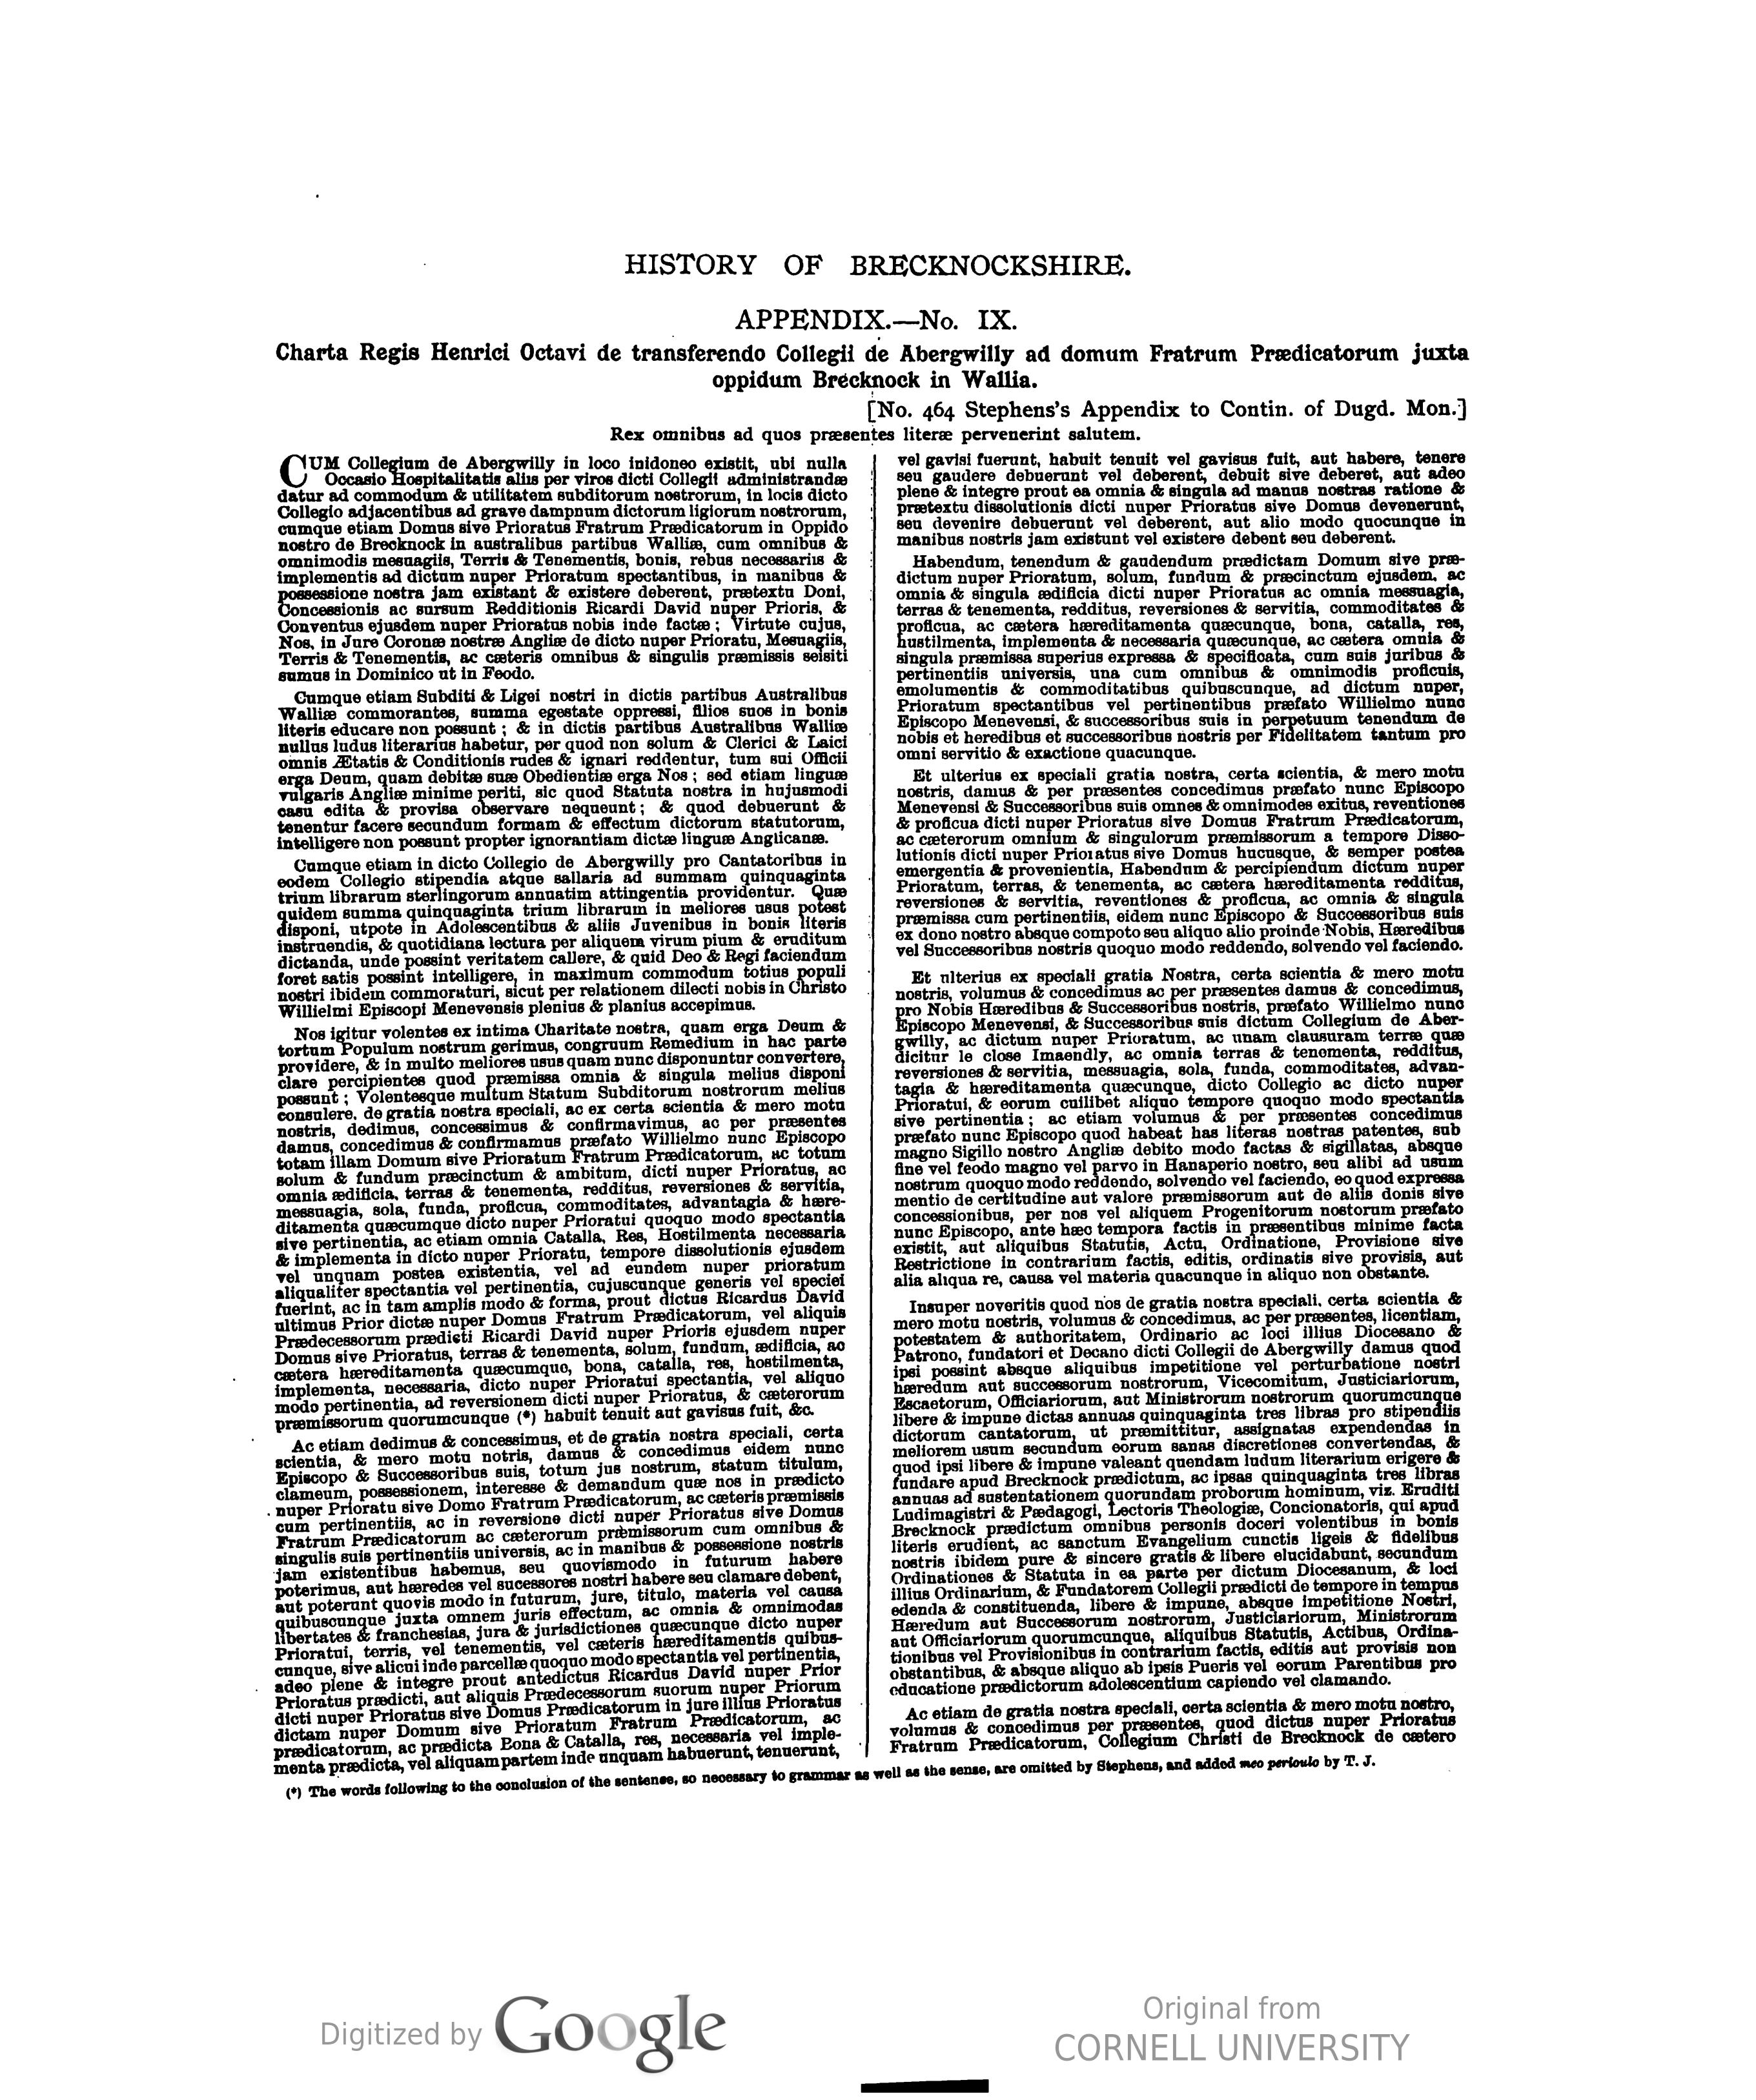 HISTORY OF BRECKNOCKSHIRE.
APPENDIX.—No. IX.
Charta Regis Henrici Octavi de transferendo Collegii de Abergwilly ad domum Fratrum Prædicatorum juxta
oppidum Brecknock in Wallia.
[No. 464 Stephens's Appendix to Contin. of Dugd. Mon.]
Rex omnibus ad quos præsentes literæ pervenerint salutem.
CUM Collegium de Abergwilly in loco inidoneo existit, ubi nulla
Occasio Hospitalitatis aliis per viros dicti Collegii administrandæ
datur ad commodum & utilitatem subditorum nostrorum, in locis dicto
Collegio adjacentibus ad grave dampnum dictorum ligiorum nostrorum,
cumque etiam Domus sive Prioratus Fratrum Prædicatorum in Oppido
nostro de Brecknock in australibus partibus Walliæ, cum omnibus &
omnimodis mesuagiis, Terris & Tenementis, bonis, rebus necessariis &
implementis ad dictum nuper Prioratum spectantibus, in manibus &
possessione nostra jam existant & existere deberent, prætextu Doni,
Concessionis ac sursum Redditionis Ricardi David nuper Prioris, &
Conventus ejusdem nuper Prioratus nobis inde factæ; Virtute cujus,
Nos, in Jure Coronæ nostræ Angliæ de dicto nuper Prioratu, Mesuagiis,
Terris & Tenementis, ac cæteris omnibus & singulis præmissis seisiti
sumus in Dominico ut in Feodo.
Cumque etiam Subditi & Ligei nostri in dictis partibus Australibus
Walliæ commorantes, summa egestate oppressi, filios suos in bonis
literis educare non possunt; & in dictis partibus Australibus Walliæ
nullus ludus literarius habetur, per quod non solum & Clerici & Laici
omnis Ætatis & Conditionis rudes & ignari reddentur, tum sui Officii
erga Deum, quam debitæ suæ Obedientiæ erga Nos; sed etiam linguæ
vulgaris Angliæ minime periti, sic quod Statuta nostra in hujusmodi
casu edita & provisa observare nequeunt; & quod debuerunt &
tenentur facere secundum formam & effectum dictorum statutorum,
intelligere non possunt propter ignorantiam dictæ linguæ Anglicanæ.
Cumque etiam in dicto Collegio de Abergwilly pro Cantatoribus in
eodem Collegio stipendia atque sallaria ad summam quinquaginta
trium librarum sterlingorum annuatim attingentia providentur. Quæ
quidem summa quinquaginta trium librarum in meliores usus potest
disponi, utpote in Adolescentibus & aliis Juvenibus in bonis literis
instruendis, & quotidiana lectura per aliquem virum pium & eruditum
dictanda, unde possint veritatem callere, & quid Deo & Regi faciendum
foret satis possint intelligere, in maximum commodum totius populi
nostri ibidem commoraturi, sicut per relationem dilecti nobis in Christo
Willielmi Episcopi Menevensis plenius & planius accepimus.
Nos igitur volentes ex intima Charitate nostra, quam erga Deum &
tortum Populum nostrum gerimus, congruum Remedium in hac parte
providere, & in multo meliores usus quam nunc disponuntur convertere,
clare percipientes quod præmissa omnia & singula melius disponi
possunt; Volentesque multum Statum Subditorum nostrorum melius
consulere, de gratia nostra speciali, ac ex certa scientia & mero motu
nostris, dedimus, concessimus & confirmavimus, ac per præsentes
damus, concedimus & confirmamus præfato Willielmo nunc Episcopo
totam illam Domum sive Prioratum Fratrum Prædicatorum, ac totum
solum & fundum præcinctum & ambitum, dicti nuper Prioratus, ac
omnia ædificia, terras & tenementa, redditus, reversiones & servitia,
messuagia, sola, funda, proficua, commoditates, advantagia & hære-
ditamenta quæcumque dicto nuper Prioratui quoquo modo spectantia
sive pertinentia, ac etiam omnia Catalla, Res, Hostilmenta necessaria
& implementa in dicto nuper Prioratu, tempore dissolutionis ejusdem
vel unquam postea existentia, vel ad eundem nuper prioratum
aliqualiter spectantia vel pertinentia, cujuscunque generis vel speciei
fuerint, ac in tam amplis modo & forma, prout dictus Ricardus David
ultimus Prior dictæ nuper Domus Fratrum Prædicatorum, vel aliquis
Prædecessorum prædicti Ricardi David nuper Prioris ejusdem nuper
Domus sive Prioratus, terras & tenementa, solum, fundum, ædificia, ac
cætera hæreditamenta quæcumque, bona, catalla, res, hostilmenta,
implementa, necessaria, dicto nuper Prioratui spectantia, vel aliquo
modo pertinentia, ad reversionem dicti nuper Prioratus, & cæterorum
præmissorum quorumcunque (*) habuit tenuit aut gavisus fuit, &c.
Ac etiam dedimus & concessimus, et de gratia nostra speciali, certa
scientia, & mero motu notris, damus & concedimus eidem nunc
Episcopo & Successoribus suis, totum jus nostrum, statum titulum,
clameum, possessionem, interesse & demandum quæ nos in prædicto
nuper Prioratu sive Domo Fratrum Prædicatorum, ac cæteris præmissis
cum pertinentiis, ac in reversione dicti nuper Prioratus sive Domus
Fratrum Prædicatorum ac cæterorum præmissorum cum omnibus &
singulis suis pertinentiis universis, ac in manibus & possessione nostris
jam existentibus habemus, seu quovismodo in futurum habere
poterimus, aut hæredes vel sucessores nostri habere seu clamare debent,
aut poterunt quovis modo in futurum, jure, titulo, materia vel causa
quibuscunque juxta omnem juris effectum, ac omnia & omnimodas
libertates & franchesias, jura & jurisdictiones quæcunque dicto nuper
Prioratui, terris, vel tenementis, vel cæteris hæreditamentis quibus-
cunque, sive alicui inde parcellæ quoquo modo spectantia vel pertinentia,
adeo plene & integre prout antedictus Ricardus David nuper Prior
Prioratus prædicti, aut aliquis Prædecessorum suorum nuper Priorum
dicti nuper Prioratus sive Domus Prædicatorum in jure illius Prioratus
dictam nuper Domum sive Prioratum Fratrum Prædicatorum, ac
prædicatorum, ac prædicta Bona & Catalla, res, necessaria vel imple-
menta prædicta, vel aliquam partem inde unquam habuerunt, tenuerunt,
vel gavisi fuerunt, habuit tenuit vel gavisus fuit, aut habere, tenere
seu gaudere debuerunt vel deberent, debuit sive deberet, aut adeo
plene & integre prout ea omnia & singula ad manus nostras ratione &
prætextu dissolutionis dicti nuper Prioratus sive Domus devenerunt,
seu devenire debuerunt vel deberent, aut alio modo quocunque in
manibus nostris jam existunt vel existere debent seu deberent.
Habendum, tenendum & gaudendum prædictam Domum sive præ-
dictum nuper Prioratum, solum, fundum & præcinctum ejusdem, ac
omnia & singula ædificia dicti nuper Prioratus ac omnia messuagia,
terras & tenementa, redditus, reversiones & servitia, commoditates &
proficua, ac cætera hæreditamenta quæcunque, bona, catalla, res,
hustilmenta, implementa & necessaria quæcunque, ac cætera omnia &
singula præmissa superius expressa & specificata, cum suis juribus &
pertinentiis universis, una cum omnibus & omnimodis proficuis,
emolumentis & commoditatibus quibuscunque, ad dictum nuper,
Prioratum spectantibus vel pertinentibus præfato Willielmo nunc
Episcopo Menevensi, & successoribus suis in perpetuum tenendum de
nobis et heredibus et successoribus nostris per Fidelitatem tantum pro
omni servitio & exactione quacunque.
Et ulterius ex speciali gratia nostra, certa scientia, & mero motu
nostris, damus & per præsentes concedimus præfato nunc Episcopo
Menevensi & Successoribus suis omnes & omnimodes exitus, reventiones
& proficua dicti nuper Prioratus sive Domus Fratrum Prædicatorum,
ac cæterorum omnium & singulorum præmissorum a tempore Disso-
lutionis dicti nuper Prioratus sive Domus hucusque, & semper postea
emergentia & provenientia, Habendum & percipiendum dictum nuper
Prioratum, terras, & tenementa, ac cætera hæreditamenta redditus,
reversiones & servitia, reventiones & proficua, ac omnia & singula
præmissa cum pertinentiis, eidem nunc Episcopo & Successoribus suis
ex dono nostro absque compoto seu aliquo alio proinde Nobis, Hæredibus
vel Successoribus nostris quoquo modo reddendo, solvendo vel faciendo.
Et ulterius ex speciali gratia Nostra, certa scientia & mero motu
nostris, volumus & concedimus ac per præsentes damus & concedimus,
pro Nobis Hæredibus & Successoribus nostris, præfato Willielmo nunc
Episcopo Menevensi, & Successoribus suis dictum Collegium de Aber-
gwilly, ac dictum nuper Prioratum, ac unam clausuram terræ quæ
dicitur le close Imaendly, ac omnia terras & tenementa, redditus,
reversiones & servitia, messuagia, sola, funda, commoditates, advan-
tagia & hæreditamenta quæcunque, dicto Collegio ac dicto nuper
Prioratui, & eorum cuilibet aliquo tempore quoquo modo spectantia
sive pertinentia; ac etiam volumus & per præsentes concedimus
præfato nunc Episcopo quod habeat has literas nostras patentes, sub
magno Sigillo nostro Angliæ debito modo factas & sigillatas, absque
fine vel feodo magno vel parvo in Hanaperio nostro, seu alibi ad usum
nostrum quoquo modo reddendo, solvendo vel faciendo, eo quod expressa
mentio de certitudine aut valore præmissorum aut de aliis donis sive
concessionibus, per nos vel aliquem Progenitorum nostorum præfato
nunc Episcopo, ante hæc tempora factis in præsentibus minime facta
existit, aut aliquibus Statutis, Actu, Ordinatione, Provisione sive
Restrictione in contrarium factis, editis, ordinatis sive provisis, aut
alia aliqua re, causa vel materia quacunque in aliquo non obstante.
Insuper noveritis quod nos de gratia nostra speciali, certa scientia &
mero motu nostris, volumus & concedimus, ac per præsentes, licentiam,
potestatem & authoritatem, Ordinario ac loci illius Diocesano &
Patrono, fundatori et Decano dicti Collegii de Abergwilly damus quod
ipsi possint absque aliquibus impetitione vel perturbatione nostri
hæredum aut successorum nostrorum, Vicecomitum, Justiciariorum,
Escaetorum, Officiariorum, aut Ministrorum nostrorum quorumcunque
libere & impune dictas annuas quinquaginta tres libras pro stipendiis
dictorum cantatorum, ut præmittitur, assignatas expendendas in
meliorem usum secundum eorum sanas discretiones convertendas, &
quod ipsi libere & impune valeant quendam ludum literarium erigere &
fundare apud Brecknock prædictum, ac ipsas quinquaginta tres libras
annuas ad sustentationem quorundam proborum hominum, viz. Eruditi
Ludimagistri & Pædagogi, Lectoris Theologiæ, Concionatoris, qui apud
Brecknock prædictum omnibus personis doceri volentibus in bonis
literis erudient, ac sanctum Evangelium cunctis ligeis & fidelibus
nostris ibidem pure & sincere gratis & libere elucidabunt, secundum
Ordinationes & Statuta in ea parte per dictum Diocesanum, & loci
illius Ordinarium, & Fundatorem Collegii prædicti de tempore in tempus
edenda & constituenda, libere & impune, absque impetitione Nostri,
Hæredum aut Successorum nostrorum, Justiciariorum, Ministrorum
aut Officiariorum quorumcunque, aliquibus Statutis, Actibus, Ordina-
tionibus vel Provisionibus in contrarium factis, editis aut provisis non
obstantibus, & absque aliquo ab ipsis Pueris vel eorum Parentibus pro
educatione prædictorum adolescentium capiendo vel clamando.
Ac etiam de gratia nostra speciali, certa scientia & mero motu nostro,
volumus & concedimus per præsentes, quod dictus nuper Prioratus
Fratrum Prædicatorum, Collegium Christi de Brecknock de cætero
(*) The words following to the conclusion of the sentence, so necessary to grammar as well as the sense, are omitted by Stephens, and added meo periculo by T. J.
Digitized by Google
Original from
CORNELL UNIVERSITY